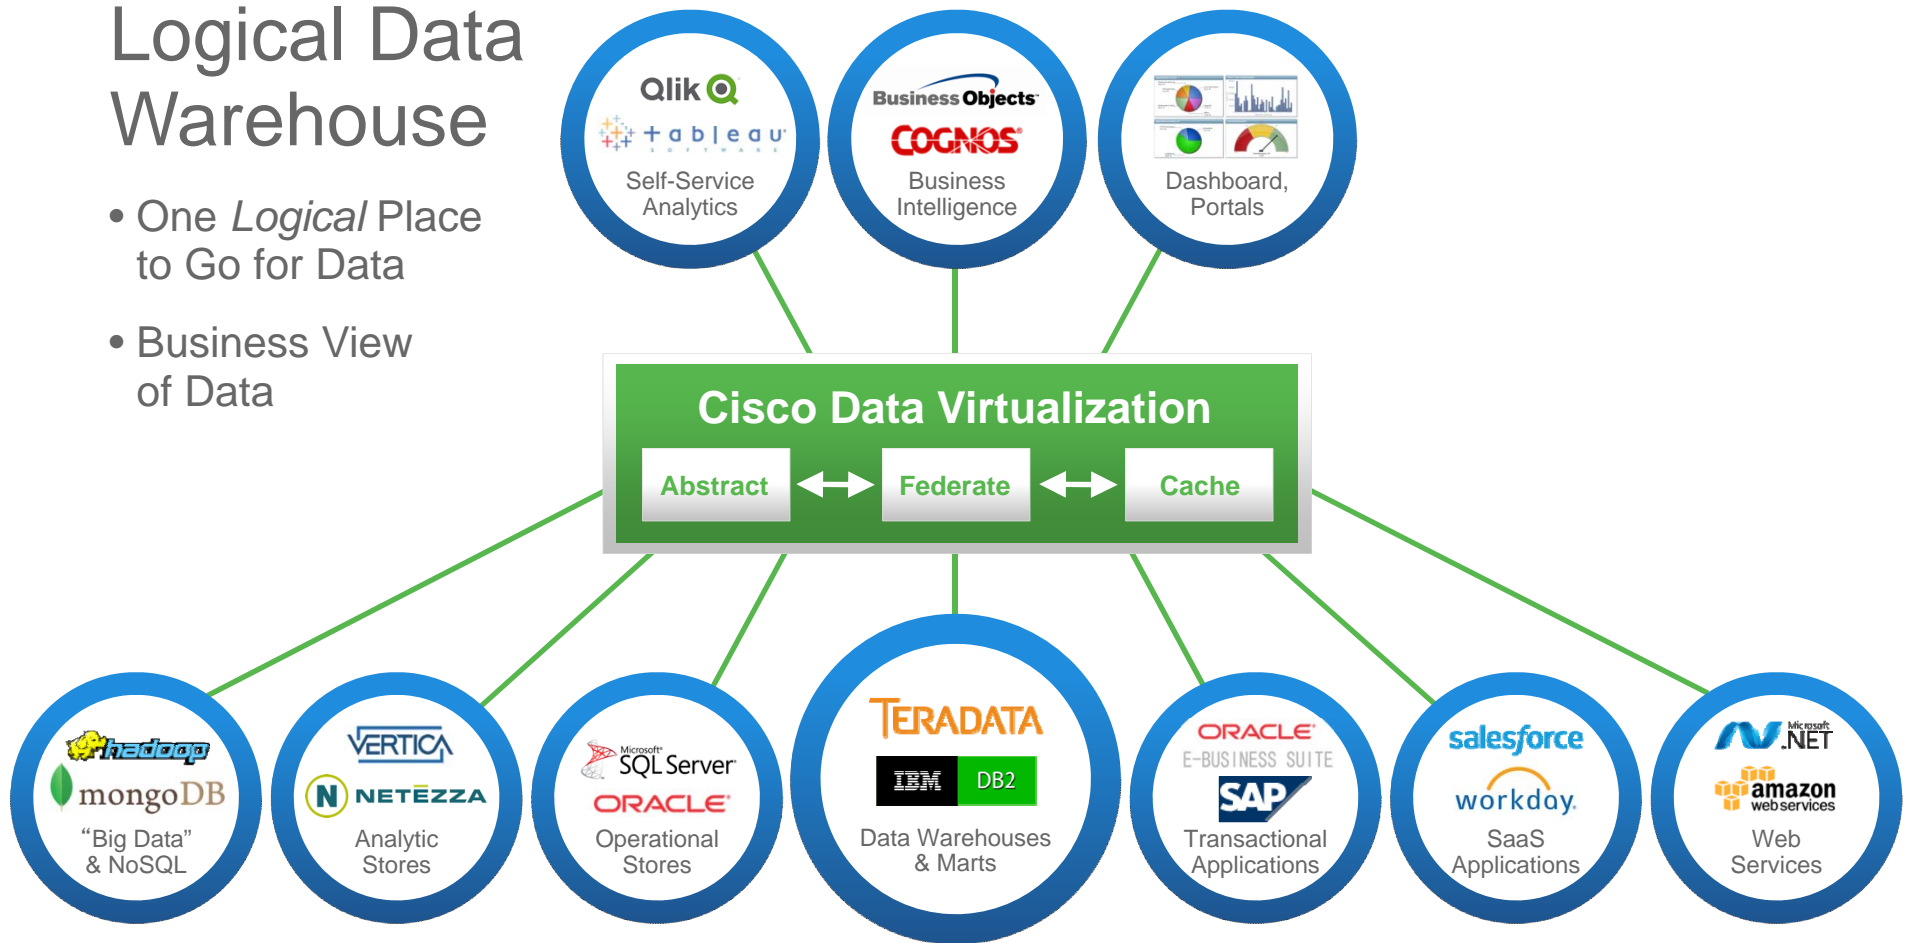 Logical Data
Warehouse
• One Logical Place
to Go for Data
• Business View
of Data
Qlik
+ableau
SOFTWARE
Self-Service
Analytics
Business Objects
COGNOS
Business
Intelligence
Dashboard,
Portals
Cisco Data Virtualization
Abstract
Federate
Cache
hadoop
mongoDB
“Big Data”
& NoSQL
VERTICA
N NETEZZA
Analytic
Stores
Microsoft®
SQL Server
ORACLE
Operational
Stores
TERADATA
IBM DB2
Data Warehouses
& Marts
ORACLE
E-BUSINESS SUITE
SAP
Transactional
Applications
salesforce
workday.
SaaS
Applications
Microsoft
.NET
amazon
webservices
Web
Services